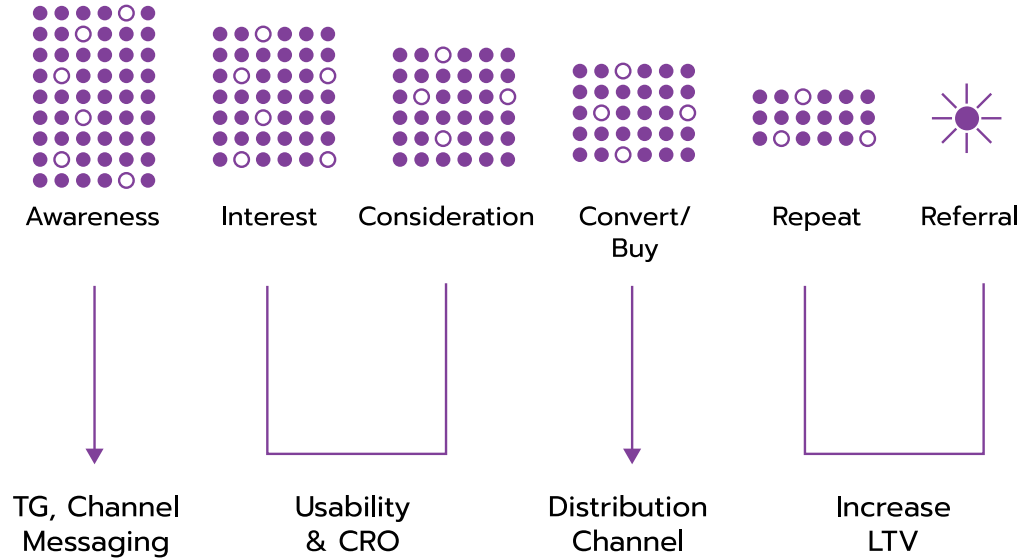 Awareness
Interest
Consideration
Convert/
Buy
Repeat
Referral
TG, Channel
Messaging
Usability
& CRO
Distribution
Channel
Increase
LTV